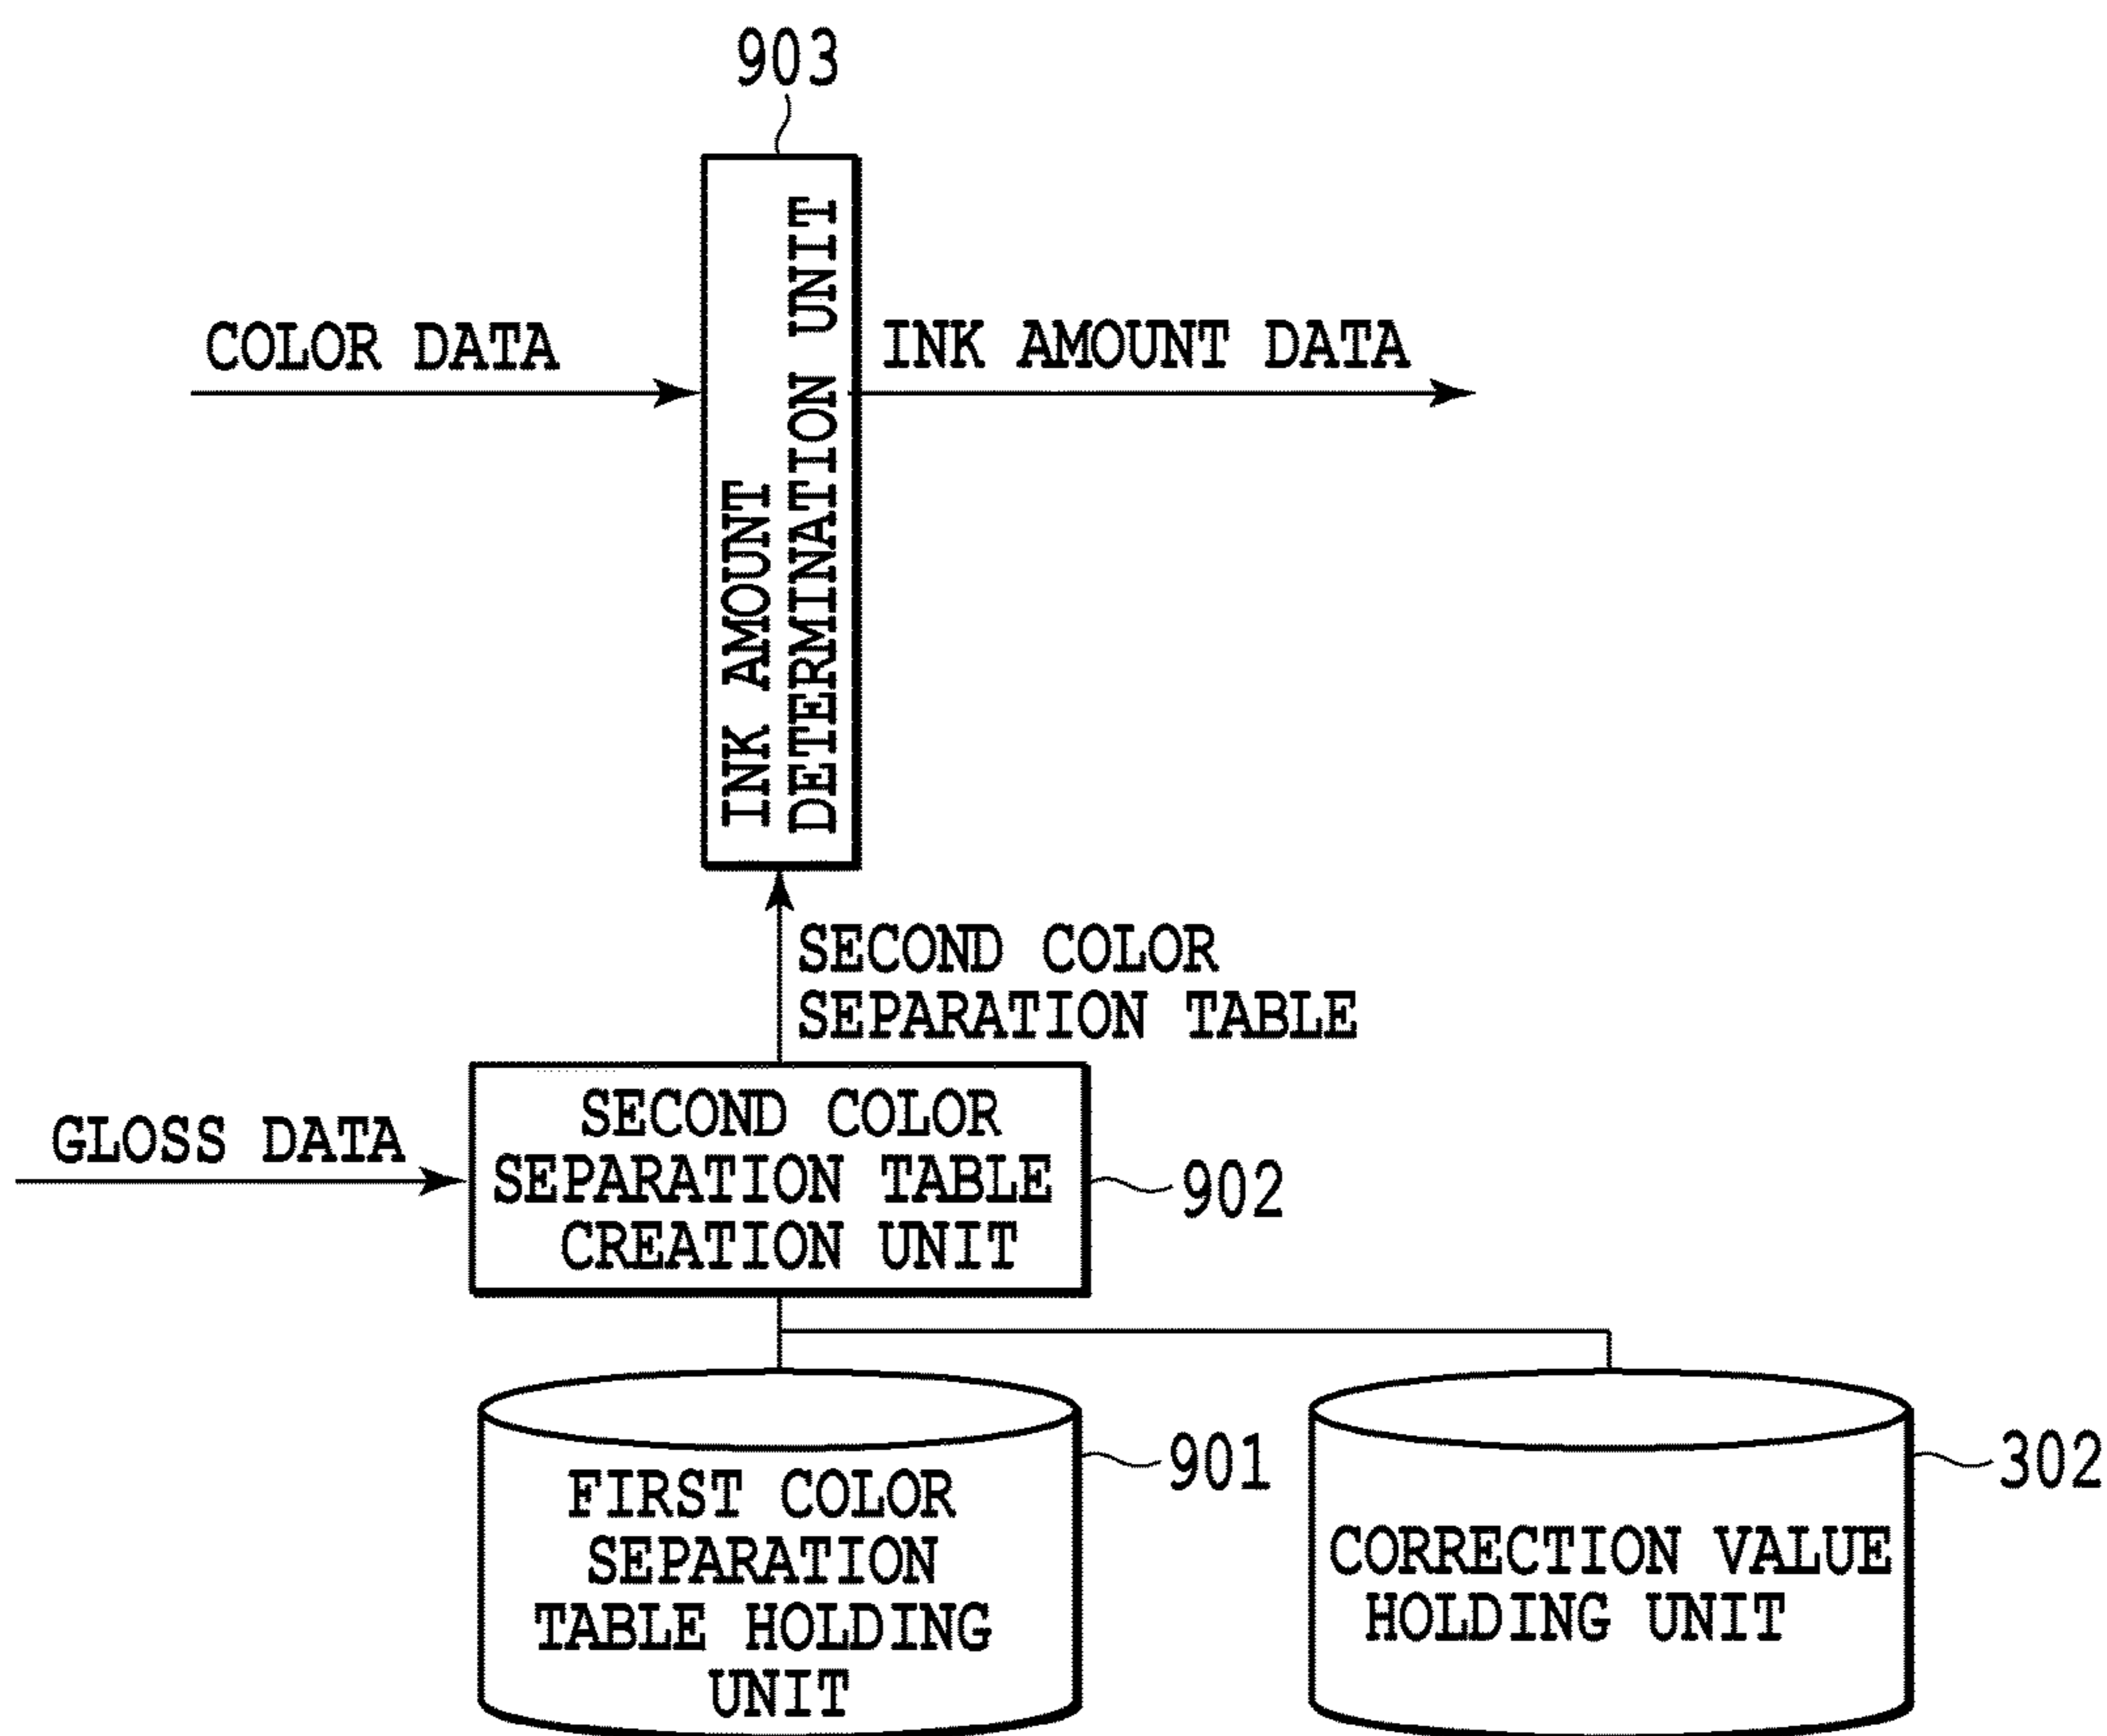 903
COLOR DATA
INK AMOUNT
DETERMINATION UNIT
INK AMOUNT DATA
SECOND COLOR
SEPARATION TABLE
GLOSS DATA
SECOND COLOR
SEPARATION TABLE
CREATION UNIT
902
FIRST COLOR
SEPARATION
TABLE HOLDING
UNIT
901
CORRECTION VALUE
HOLDING UNIT
302